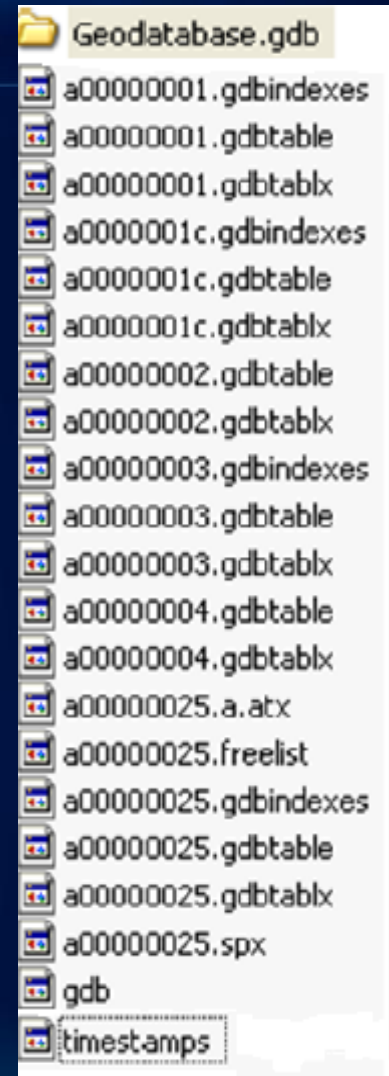 Geodatabase.gdb
a00000001.gdbindexes
a00000001.gdbtable
a00000001.gdbtablx
a0000001c.gdbindexes
a0000001c.gdbtable
a0000001c.gdbtablx
a00000002.gdbtable
a00000002.gdbtablx
a00000003.gdbindexes
a00000003.gdbtable
a00000003.gdbtablx
a00000004.gdbtable
a00000004.gdbtablx
a00000025.a.atx
a00000025.freelist
a00000025.gdbindexes
a00000025.gdbtable
a00000025.gdbtablx
a00000025.spx
gdb
timestamps